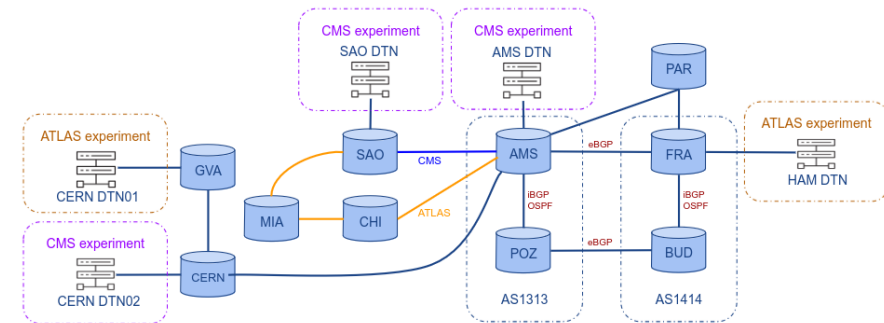 CMS experiment
SAO DTN
CMS experiment
AMS DTN
PAR
ATLAS experiment
CERN DTN01
GVA
SAO
CMS
AMS
eBGP
FRA
ATLAS experiment
HAM DTN
MIA
CHI
ATLAS
iBGP
OSPF
iBGP
OSPF
CMS experiment
CERN DTN02
CERN
POZ
eBGP
BUD
AS1313
AS1414